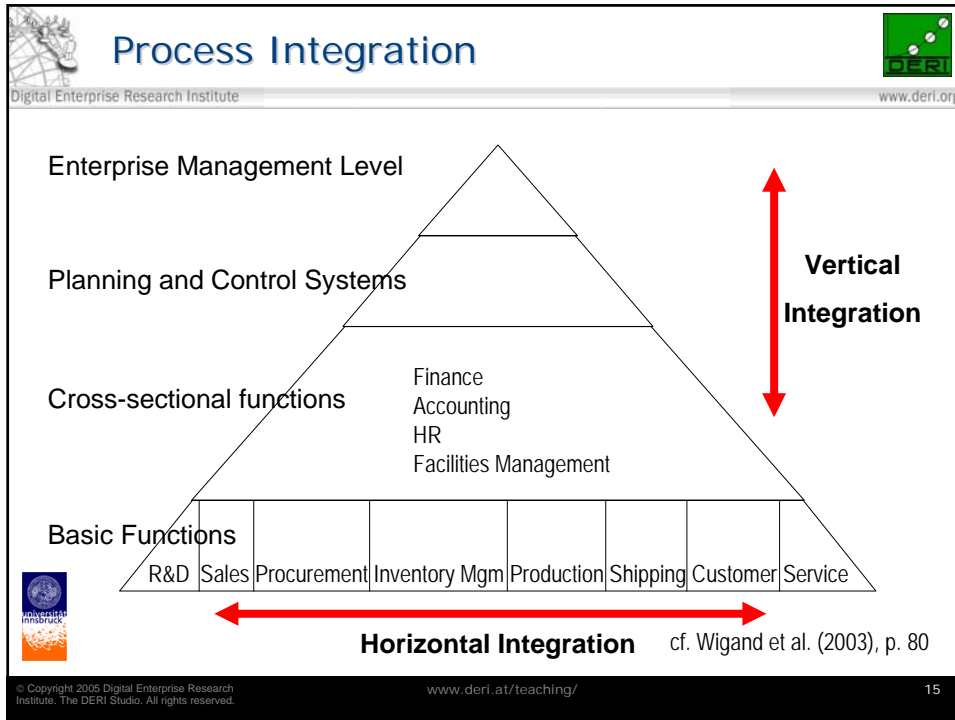 Process Integration
DERI
Digital Enterprise Research Institute
www.deri.org
Enterprise Management Level
Planning and Control Systems
Vertical
Integration
Cross-sectional functions
Finance
Accounting
HR
Facilities Management
Basic Functions
R&D Sales Procurement Inventory Mgm Production Shipping Customer Service
universität
innsbruck
Horizontal Integration
cf. Wigand et al. (2003), p. 80
© Copyright 2005 Digital Enterprise Research
Institute. The DERI Studio. All rights reserved.
www.deri.at/teaching/
15